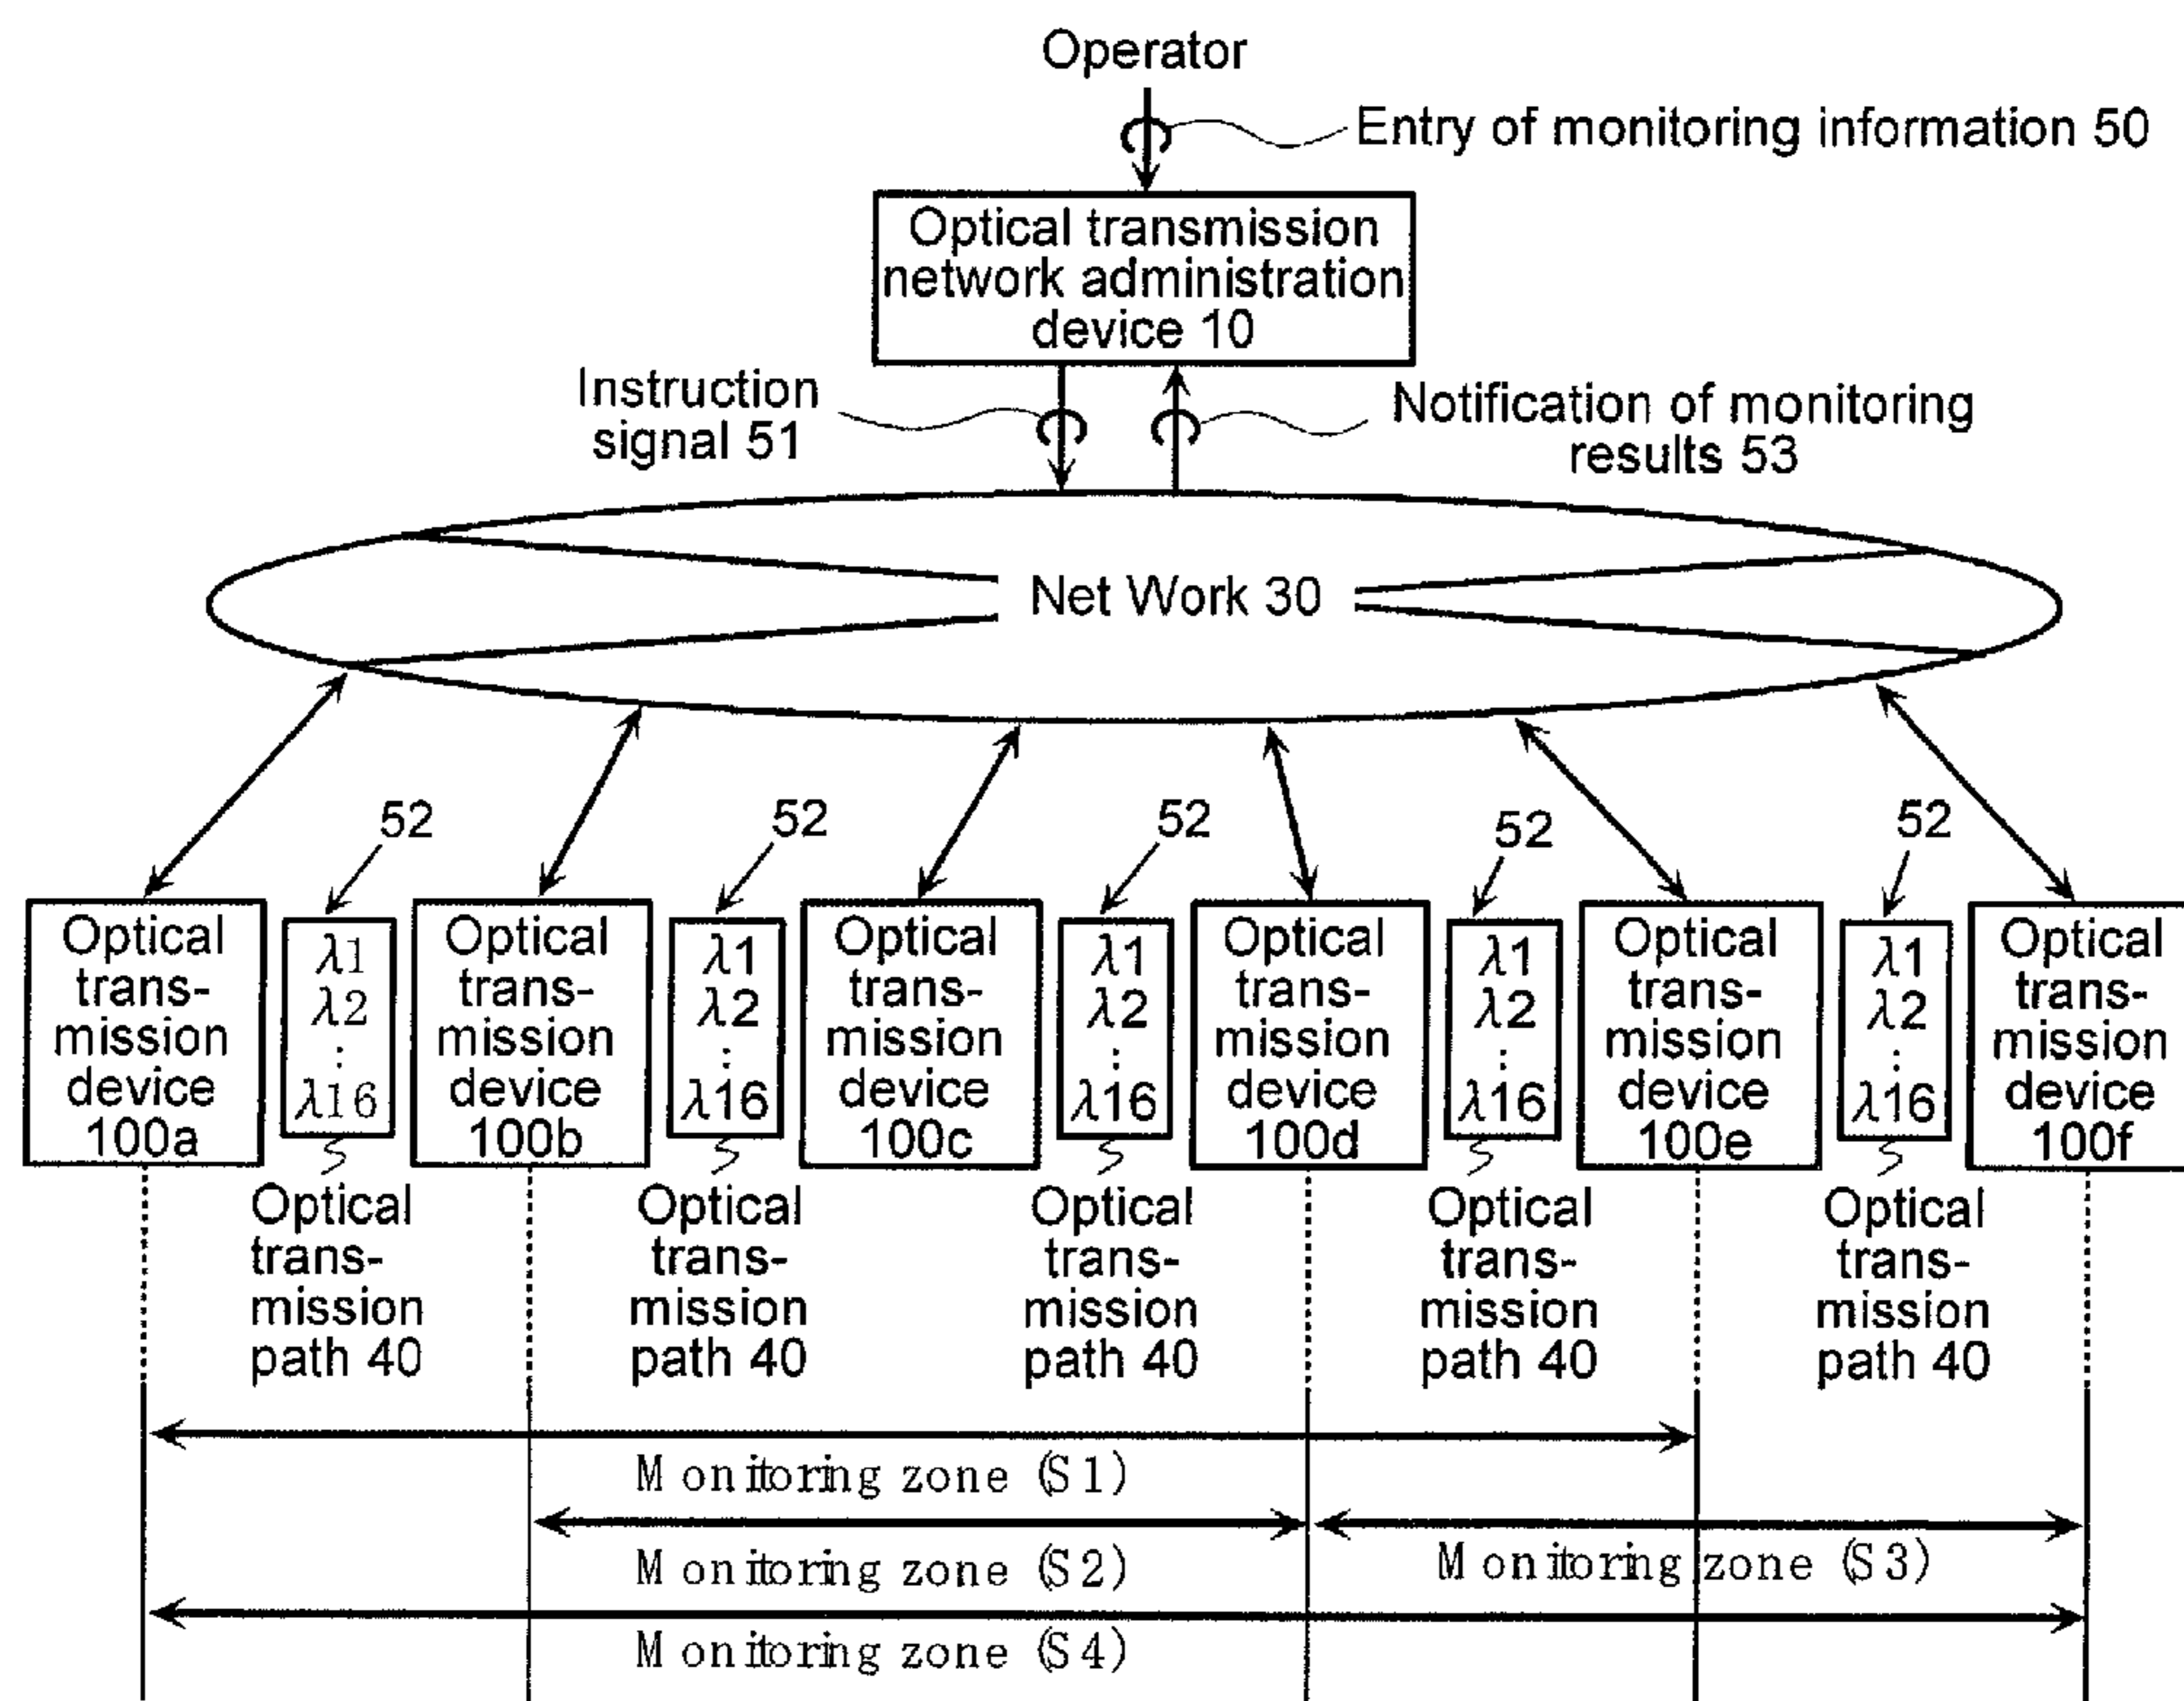 Operator
Entry of monitoring information 50
Optical transmission
network administration
device 10
Instruction
signal 51
Notification of monitoring
results 53
Net Work 30
52
52
52
52
52
Optical
trans-
mission
device
100a
λ1
λ2
:
λ16
Optical
trans-
mission
device
100b
λ1
λ2
:
λ16
Optical
trans-
mission
device
100c
λ1
λ2
:
λ16
Optical
trans-
mission
device
100d
λ1
λ2
:
λ16
Optical
trans-
mission
device
100e
λ1
λ2
:
λ16
Optical
trans-
mission
device
100f
Optical
trans-
mission
path 40
Optical
trans-
mission
path 40
Optical
trans-
mission
path 40
Optical
trans-
mission
path 40
Optical
trans-
mission
path 40
Monitoring zone (S1)
Monitoring zone (S2)
Monitoring zone (S3)
Monitoring zone (S4)